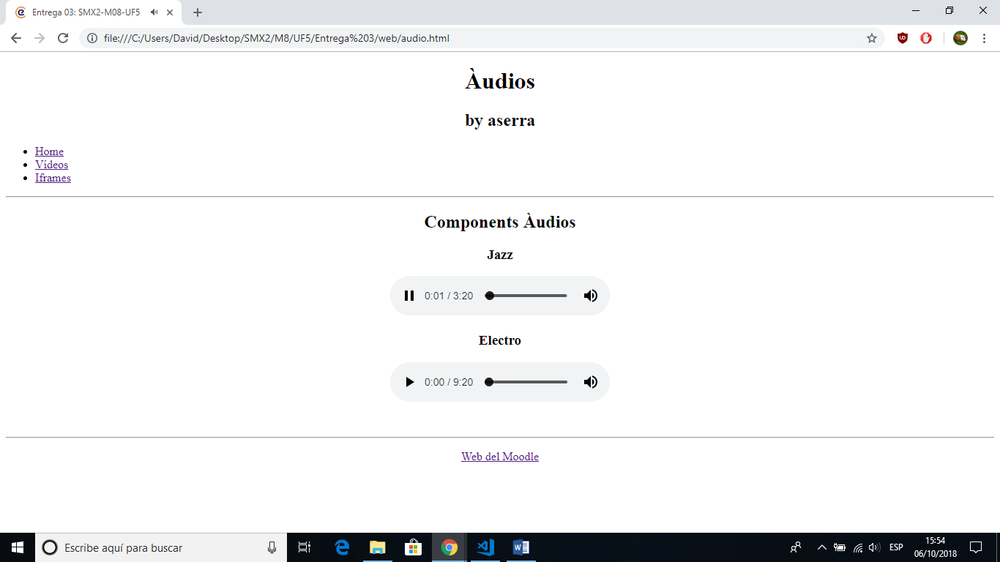 Entrega 03: SMX2-M08-UF5
file:///C:/Users/David/Desktop/SMX2/M8/UF5/Entrega%203/web/audio.html
Àudios
by aserra
Home
Vídeos
Iframes
Components Àudios
Jazz
0:01 / 3:20
Electro
0:00 / 9:20
Web del Moodle
Escribe aquí para buscar
ESP
15:54
06/10/2018